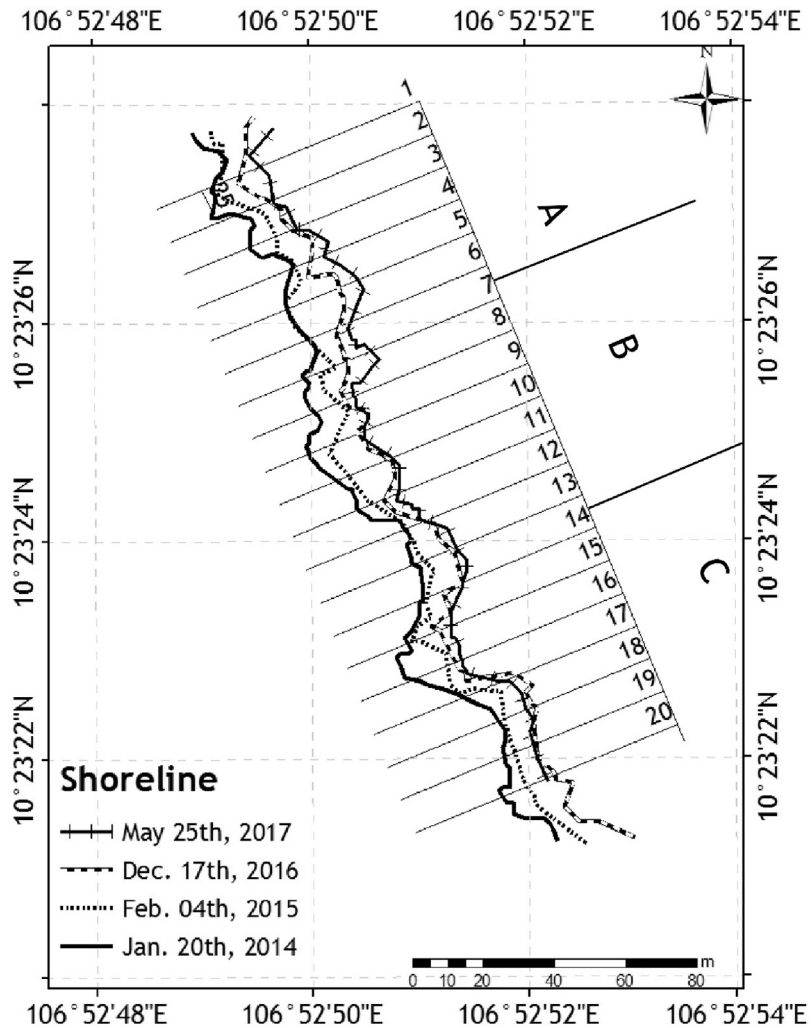 106°52'48"E 106°52'50"E 106°52'52"E 106°52'54"E
N
1
2
3
4
5
6
7
8
9
10
11
12
13
14
15
16
17
18
19
20
A
B
C
10°23'26"N 10°23'26"N
10°23'24"N 10°23'24"N
10°23'22"N 10°23'22"N
Shoreline
May 25th, 2017
Dec. 17th, 2016
Feb. 04th, 2015
Jan. 20th, 2014
m
0 10 20 40 60 80
106°52'48"E 106°52'50"E 106°52'52"E 106°52'54"E